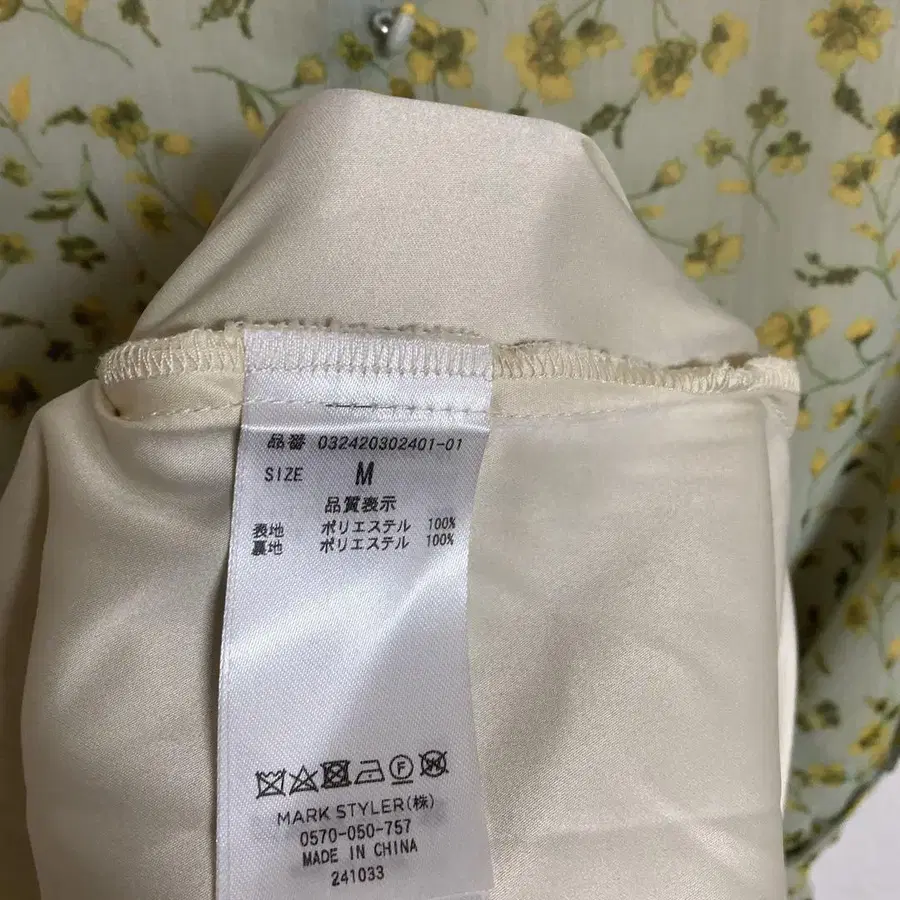 品番 032420302401-01
SIZE M
品質表示
表地 ポリエステル 100%
裏地 ポリエステル 100%
F W
MARK STYLER(株)
0570-050-757
MADE IN CHINA
241033